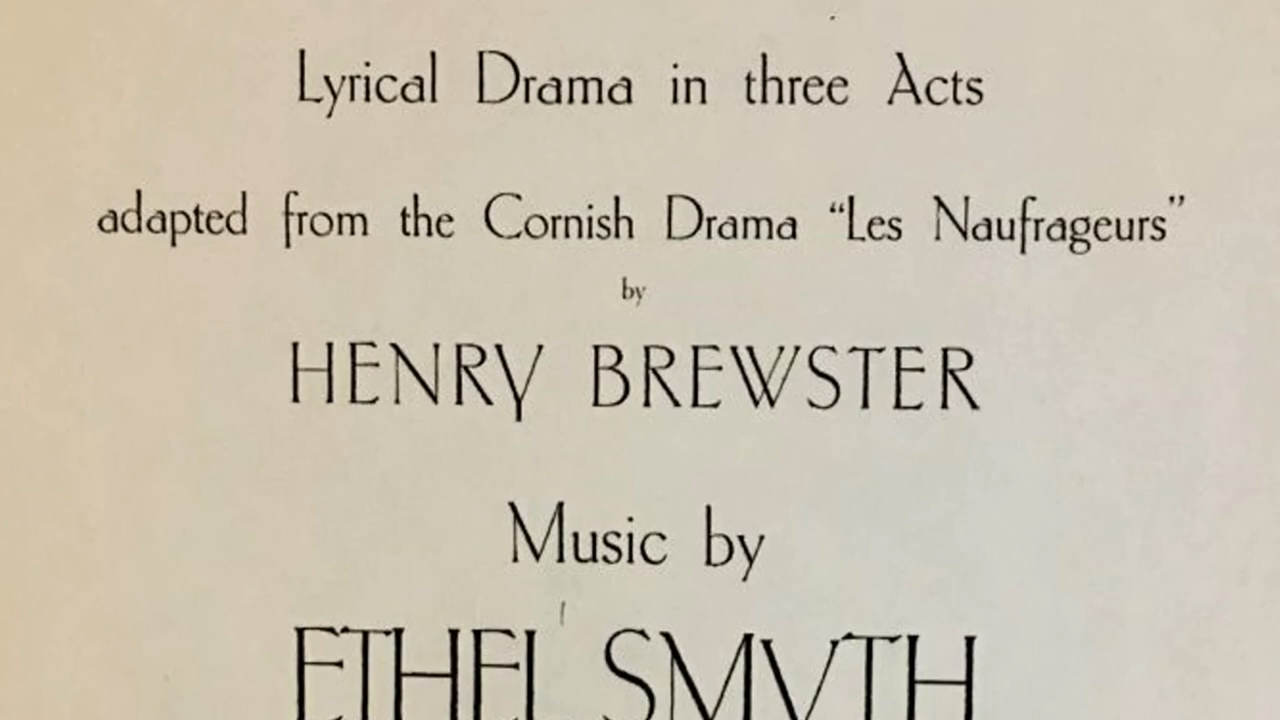 Lyrical Drama in three Acts
adapted from the Cornish Drama “Les Naufrageurs”
by
HENRY BREWSTER
Music by
ETHEL SMYTH